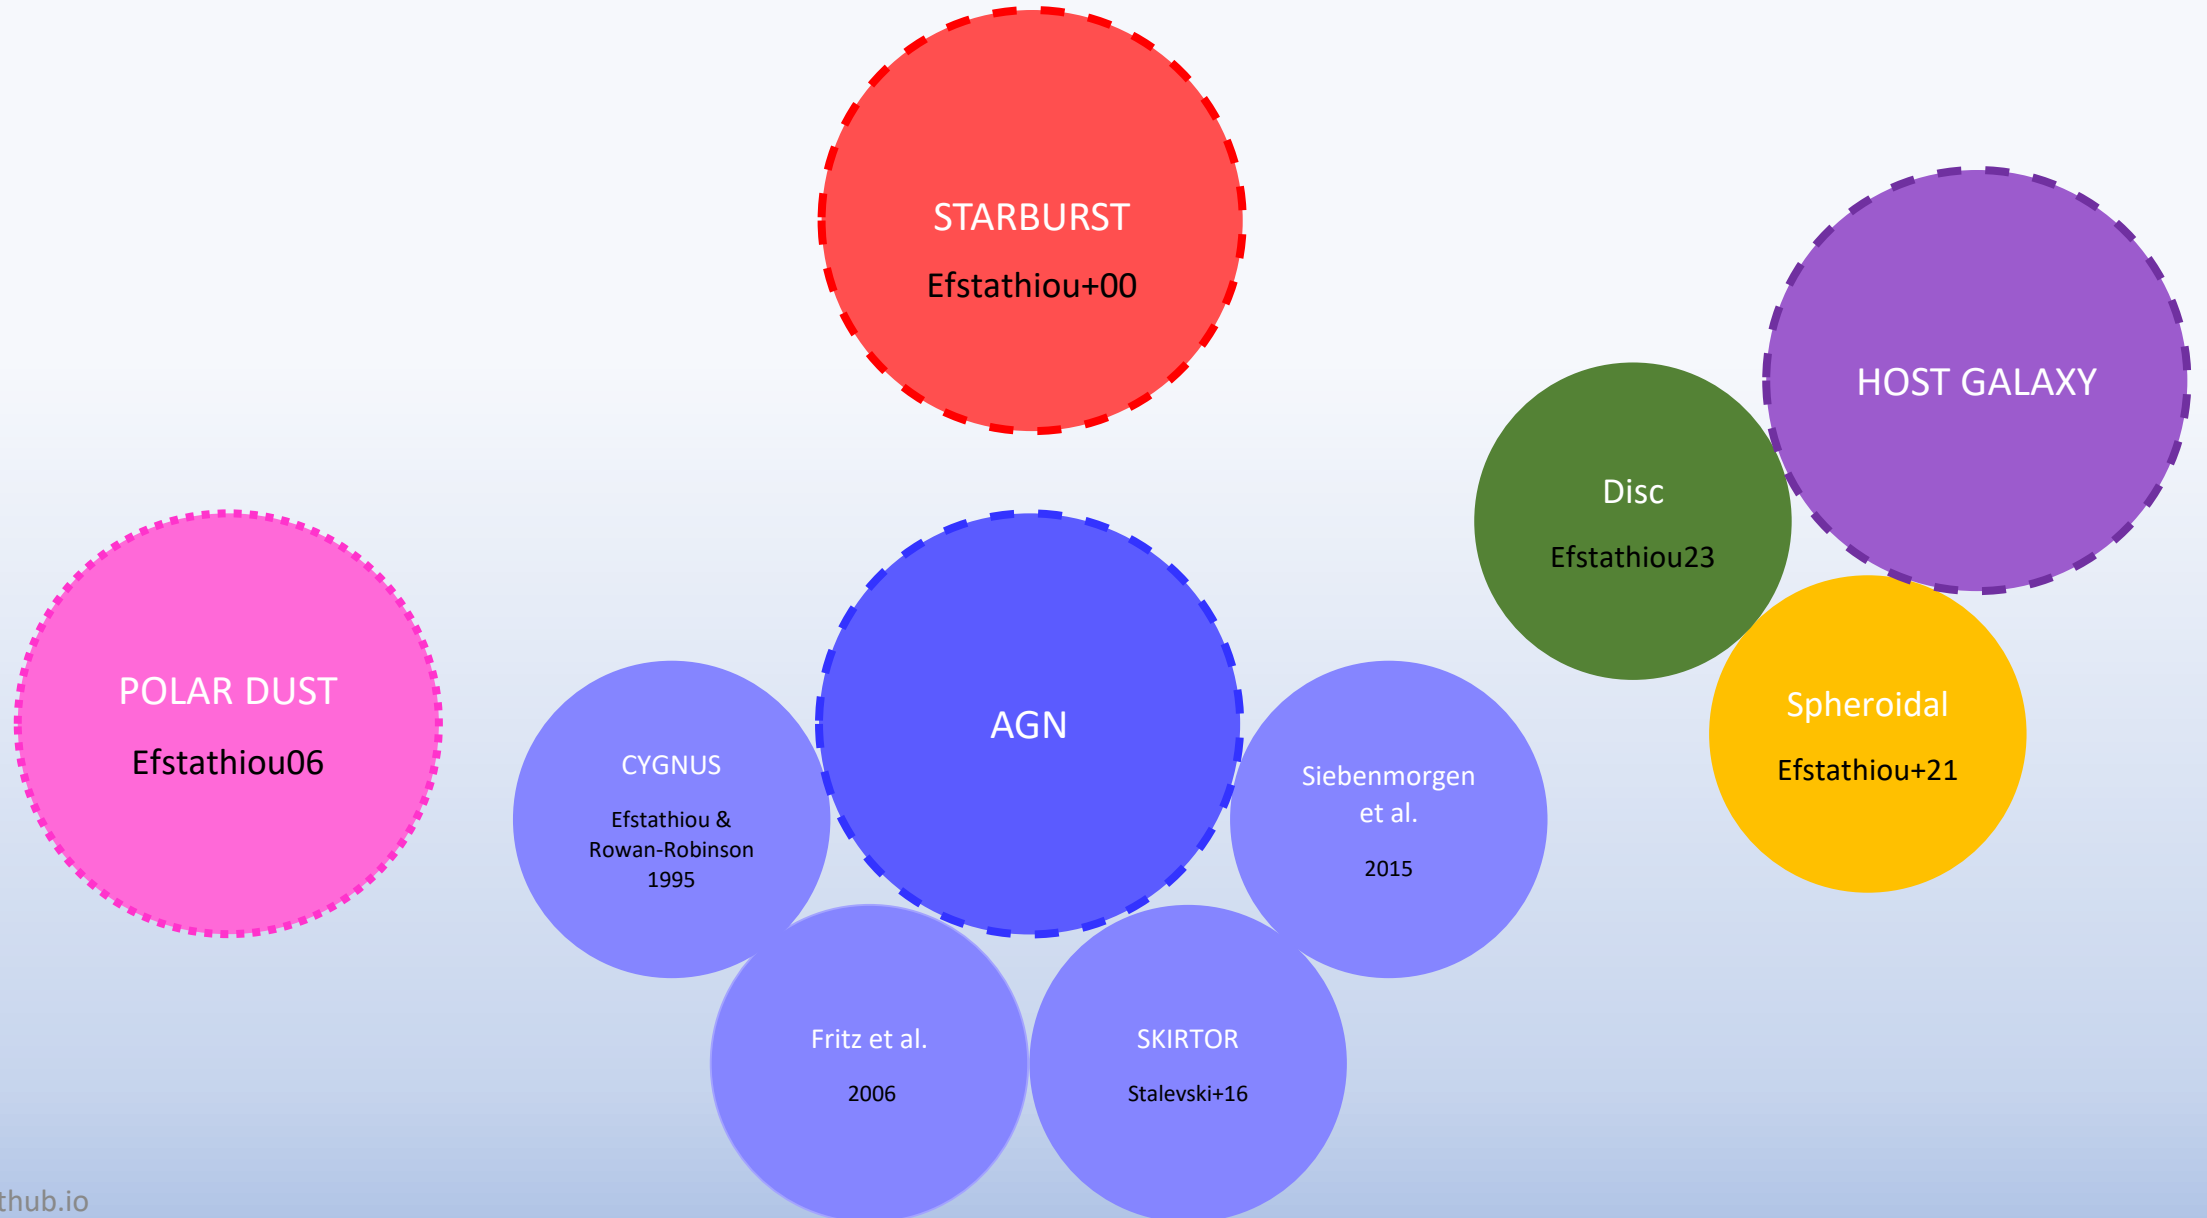 STARBURST
Efstathiou+00
HOST GALAXY
Disc
Efstathiou23
Spheroidal
Efstathiou+21
POLAR DUST
Efstathiou06
AGN
CYGNUS
Efstathiou &
Rowan-Robinson
1995
Siebenmorgen
et al.
2015
Fritz et al.
2006
SKIRTOR
Stalevski+16
thub.io